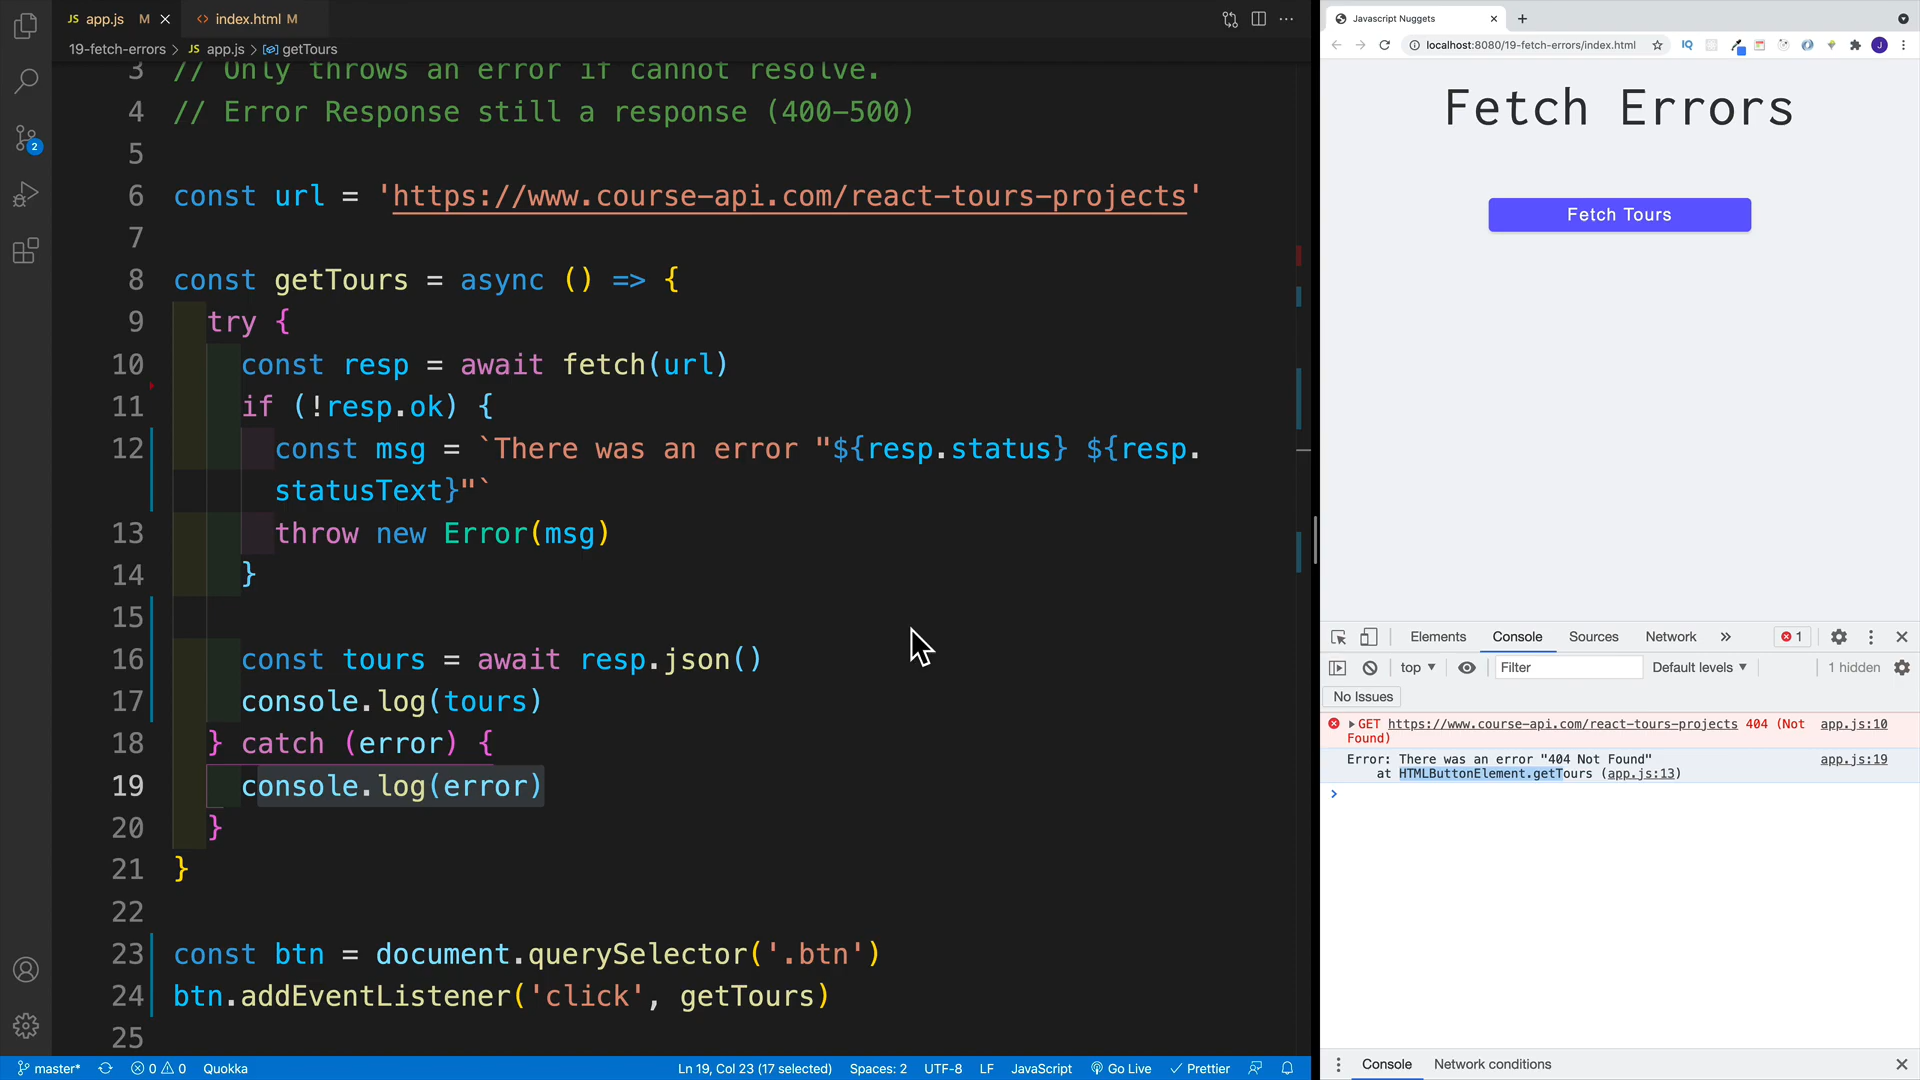 JS app.js M
<> index.html M
19-fetch-errors > JS app.js > getTours
3 // Only throws an error if cannot resolve.
4 // Error Response still a response (400-500)
5
6 const url = 'https://www.course-api.com/react-tours-projects'
7
8 const getTours = async () => {
9 try {
10 const resp = await fetch(url)
11 if (!resp.ok) {
12 const msg = `There was an error "${resp.status} ${resp.
statusText}"`
13 throw new Error(msg)
14 }
15
16 const tours = await resp.json()
17 console.log(tours)
18 } catch (error) {
19 console.log(error)
20 }
21 }
22
23 const btn = document.querySelector('.btn')
24 btn.addEventListener('click', getTours)
25
2
master* 0 0 Quokka Ln 19, Col 23 (17 selected) Spaces: 2 UTF-8 LF JavaScript Go Live Prettier
Javascript Nuggets
localhost:8080/19-fetch-errors/index.html IQ J
Fetch Errors
Fetch Tours
Elements Console Sources Network » 1
top Filter Default levels 1 hidden
No Issues
GET https://www.course-api.com/react-tours-projects 404 (Not app.js:10
Found)
Error: There was an error "404 Not Found" app.js:19
at HTMLButtonElement.getTours (app.js:13)
>
Console Network conditions